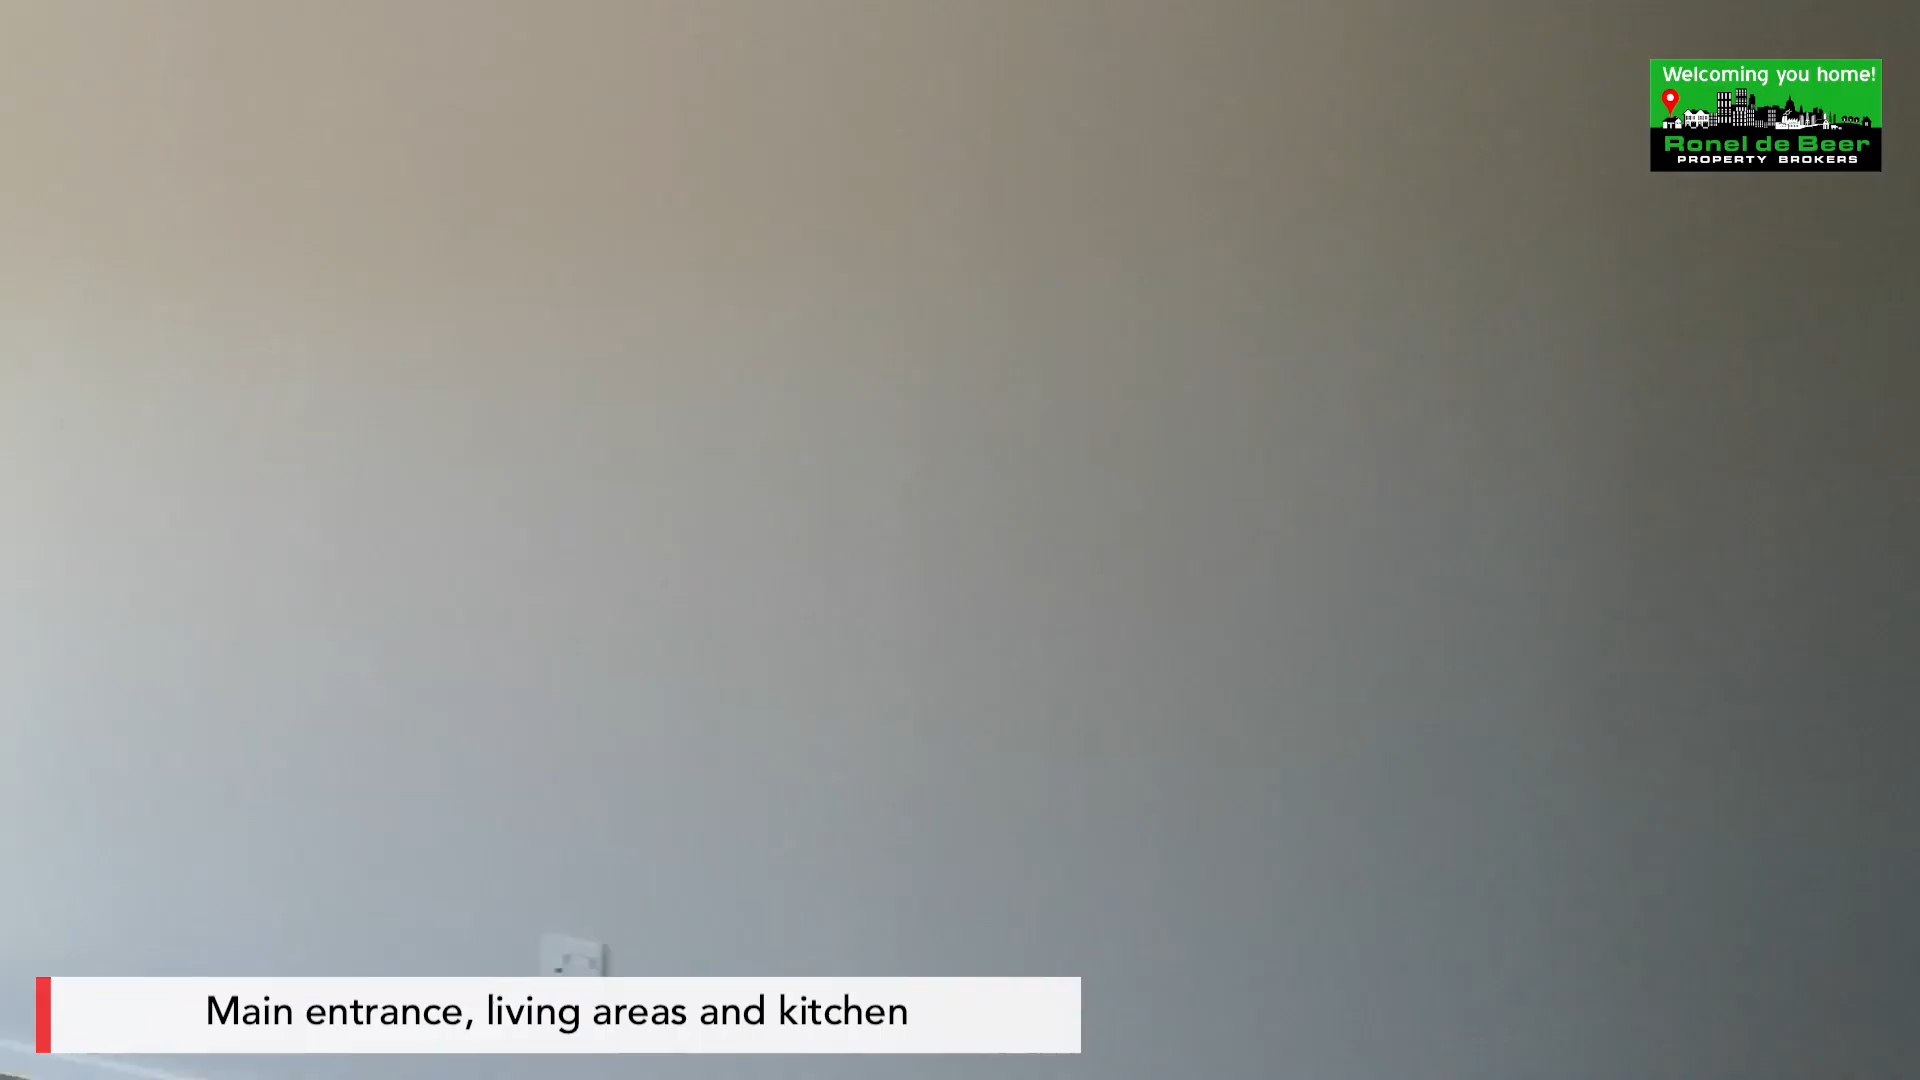 Welcoming you home!
Ronel de Beer
PROPERTY BROKERS
Main entrance, living areas and kitchen